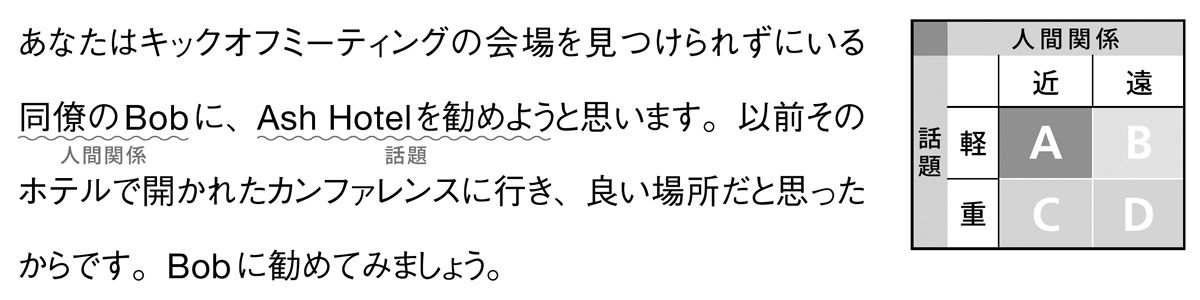 あなたはキックオフミーティングの会場を見つけられずにいる
同僚のBobに、Ash Hotelを勧めようと思います。以前その
人間関係 話題
ホテルで開かれたカンファレンスに行き、良い場所だと思った
からです。Bobに勧めてみましょう。
人間関係
近 遠
話題
軽 A B
重 C D